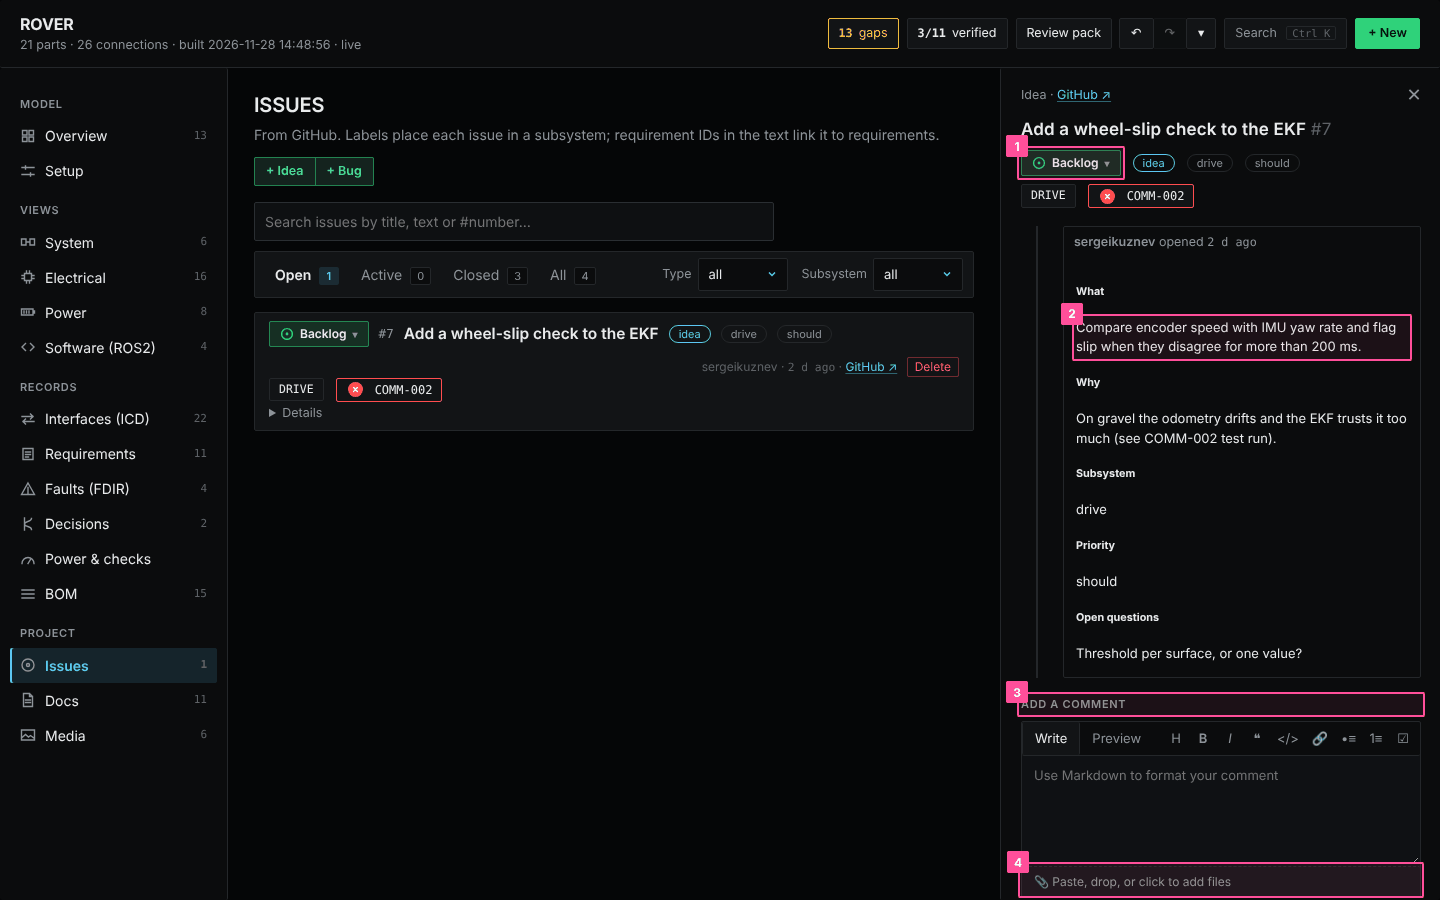 ROVER
21 parts · 26 connections · built 2026-11-28 14:48:56 · live
13 gaps
3/11 verified
Review pack
↶ ↷ ▾
Search Ctrl K
+ New
MODEL
Overview 13
Setup
VIEWS
System 6
Electrical 16
Power 8
Software (ROS2) 4
RECORDS
Interfaces (ICD) 22
Requirements 11
Faults (FDIR) 4
Decisions 2
Power & checks
BOM 15
PROJECT
Issues 1
Docs 11
Media 6
ISSUES
From GitHub. Labels place each issue in a subsystem; requirement IDs in the text link it to requirements.
+ Idea + Bug
Search issues by title, text or #number...
Open 1 Active 0 Closed 3 All 4 Type all Subsystem all
Backlog ▾ #7 Add a wheel-slip check to the EKF idea drive should
sergeikuznev · 2 d ago · GitHub ↗ Delete
DRIVE COMM-002
▶ Details
Idea · GitHub ↗ ✕
Add a wheel-slip check to the EKF #7
1
Backlog ▾ idea drive should
DRIVE COMM-002
sergeikuznev opened 2 d ago
What
2
Compare encoder speed with IMU yaw rate and flag
slip when they disagree for more than 200 ms.
Why
On gravel the odometry drifts and the EKF trusts it too
much (see COMM-002 test run).
Subsystem
drive
Priority
should
Open questions
Threshold per surface, or one value?
3
ADD A COMMENT
Write Preview H B I ❝ </> 🔗 •≡ 1≡ ☑
Use Markdown to format your comment
4
📎 Paste, drop, or click to add files